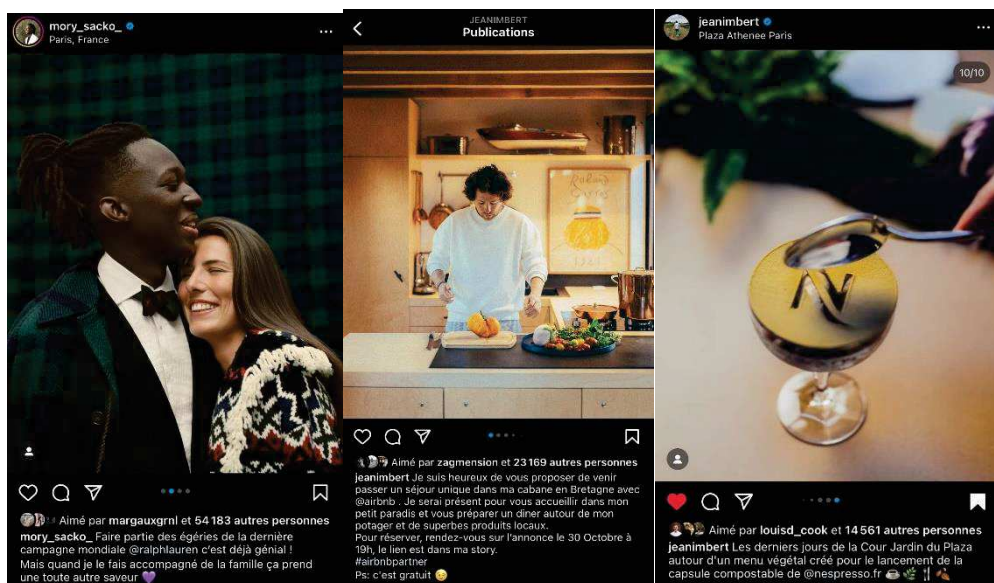 mory_sacko_
Paris, France
Aimé par margauxgrnl et 54 183 autres personnes
mory_sacko_ Faire partie des égéries de la dernière
campagne mondiale @ralphlauren c'est déjà génial !
Mais quand je le fais accompagné de la famille ça prend
une toute autre saveur 💜
JEANIMBERT
Publications
Roland
Garros
1981
Aimé par zagmension et 23 169 autres personnes
jeanimbert Je suis heureux de vous proposer de venir
passer un séjour unique dans ma cabane en Bretagne avec
@airbnb . Je serai présent pour vous accueillir dans mon
petit paradis et vous préparer un diner autour de mon
potager et de superbes produits locaux.
Pour réserver, rendez-vous sur l'annonce le 30 Octobre à
19h, le lien est dans ma story.
#airbnbpartner
Ps: c'est gratuit 😉
jeanimbert
Plaza Athenee Paris
10/10
N
Aimé par louisd_cook et 14 561 autres personnes
jeanimbert Les derniers jours de la Cour Jardin du Plaza
autour d'un menu végétal créé pour le lancement de la
capsule compostable de @nespresso.fr ☕🌿🍴🍂